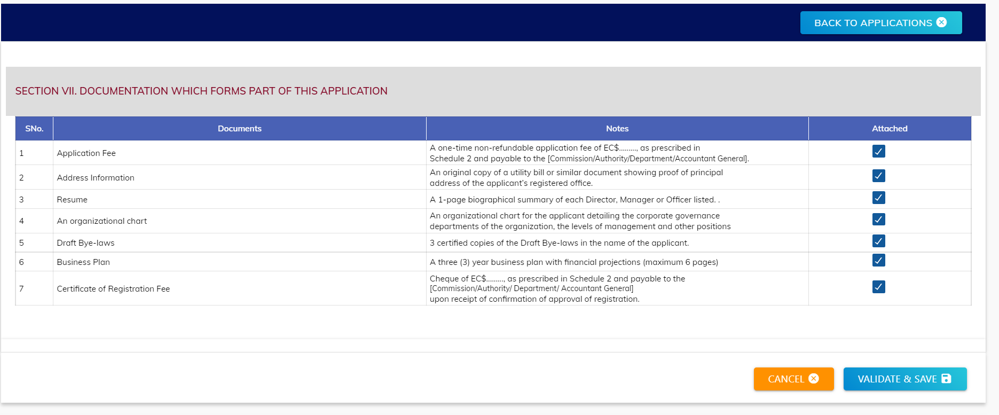 BACK TO APPLICATIONS
SECTION VII. DOCUMENTATION WHICH FORMS PART OF THIS APPLICATION
SNo. Documents Notes Attached
1 Application Fee A one-time non-refundable application fee of EC$........., as prescribed in
Schedule 2 and payable to the [Commission/Authority/Department/Accountant General].
2 Address Information An original copy of a utility bill or similar document showing proof of principal
address of the applicant's registered office.
3 Resume A 1-page biographical summary of each Director, Manager or Officer listed. .
4 An organizational chart An organizational chart for the applicant detailing the corporate governance
departments of the organization, the levels of management and other positions
5 Draft Bye-laws 3 certified copies of the Draft Bye-laws in the name of the applicant.
6 Business Plan A three (3) year business plan with financial projections (maximum 6 pages)
7 Certificate of Registration Fee Cheque of EC$........., as prescribed in Schedule 2 and payable to the
[Commission/Authority/ Department/ Accountant General]
upon receipt of confirmation of approval of registration.
CANCEL VALIDATE & SAVE